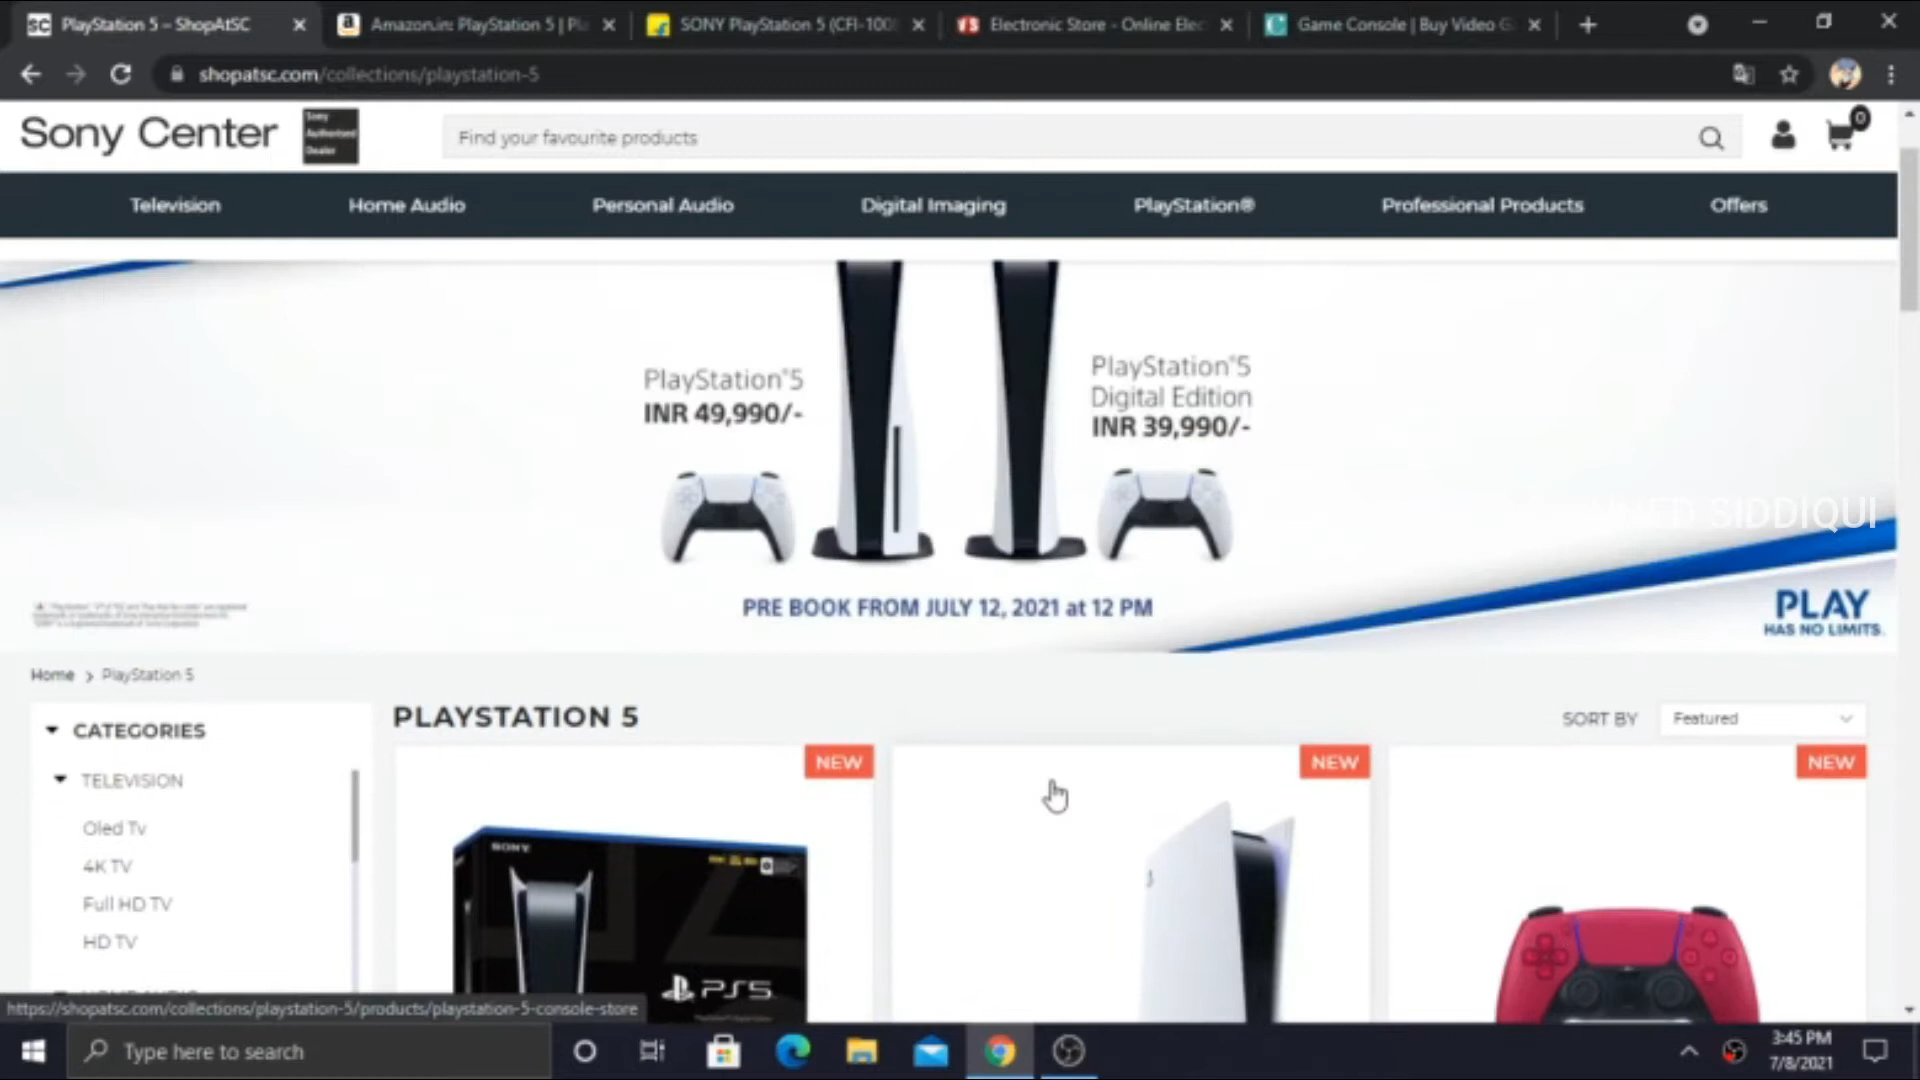 PlayStation 5 – ShopAtSC
Amazon.in: PlayStation 5 | Pla
SONY PlayStation 5 (CFI-1008
Electronic Store - Online Elec
Game Console | Buy Video G
shopatsc.com/collections/playstation-5
Sony Center
Sony
Authorised
Dealer
Find your favourite products
0
Television
Home Audio
Personal Audio
Digital Imaging
PlayStation®
Professional Products
Offers
PlayStation®5
INR 49,990/-
PlayStation®5
Digital Edition
INR 39,990/-
SIDDIQUI
PRE BOOK FROM JULY 12, 2021 at 12 PM
PLAY
HAS NO LIMITS.
Home > PlayStation 5
CATEGORIES
TELEVISION
Oled Tv
4K TV
Full HD TV
HD TV
PLAYSTATION 5
SORT BY
Featured
NEW
NEW
NEW
SONY
PS5
https://shopatsc.com/collections/playstation-5/products/playstation-5-console-store
Type here to search
3:45 PM
7/8/2021